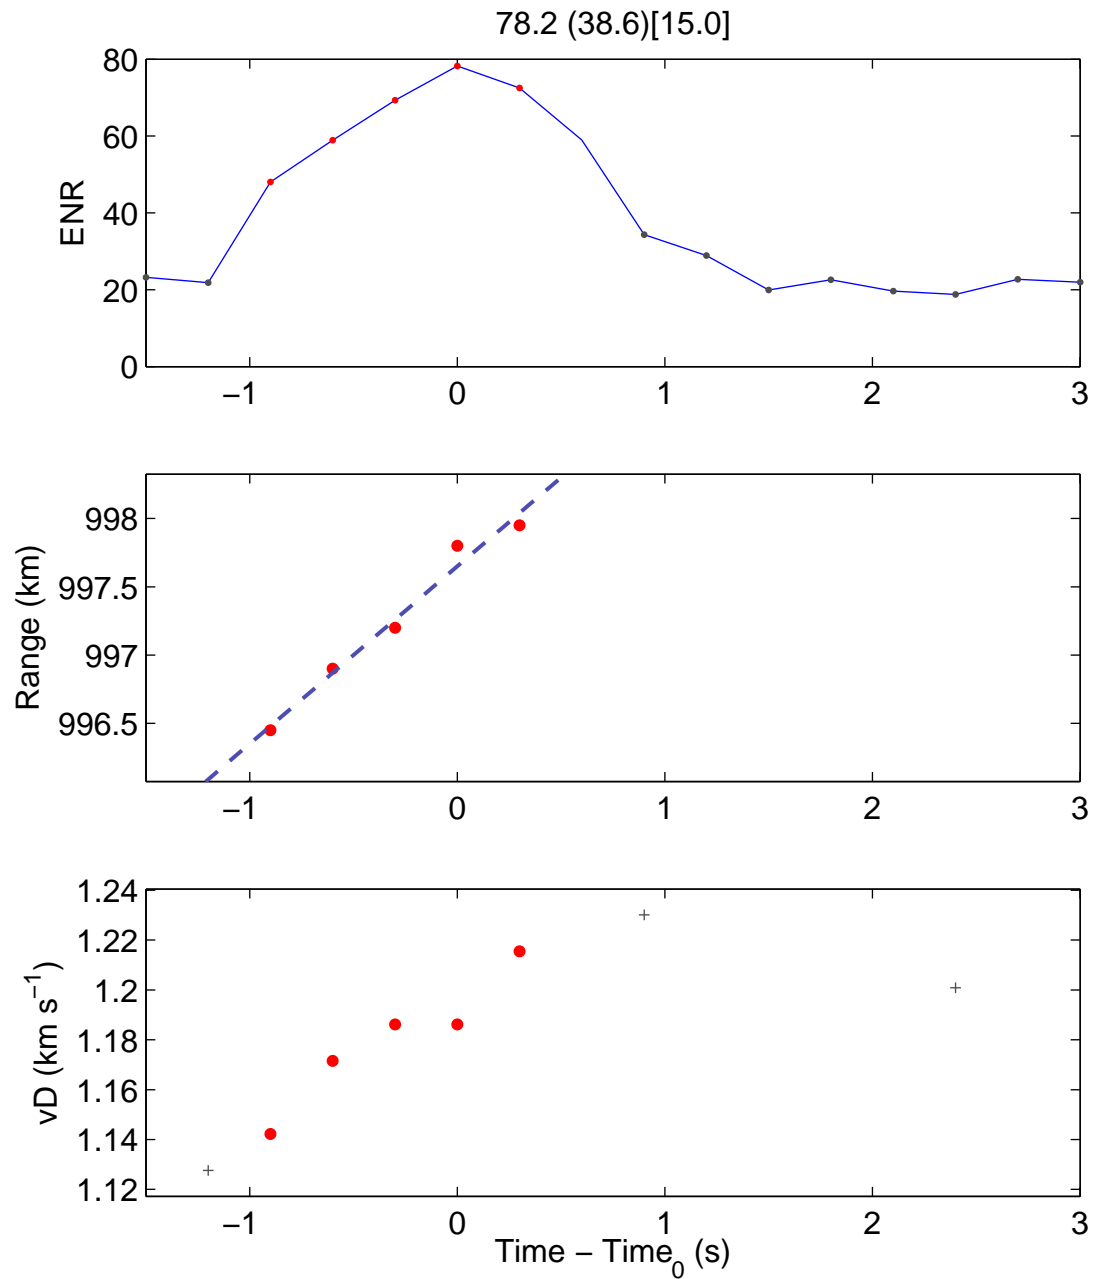 78.2 (38.6)[15.0]
80
60
40
20
0
ENR
−1 0 1 2 3
998
997.5
997
996.5
Range (km)
−1 0 1 2 3
1.24
1.22
1.2
1.18
1.16
1.14
1.12
vD (km s⁻¹)
−1 0 1 2 3
Time − Time₀ (s)